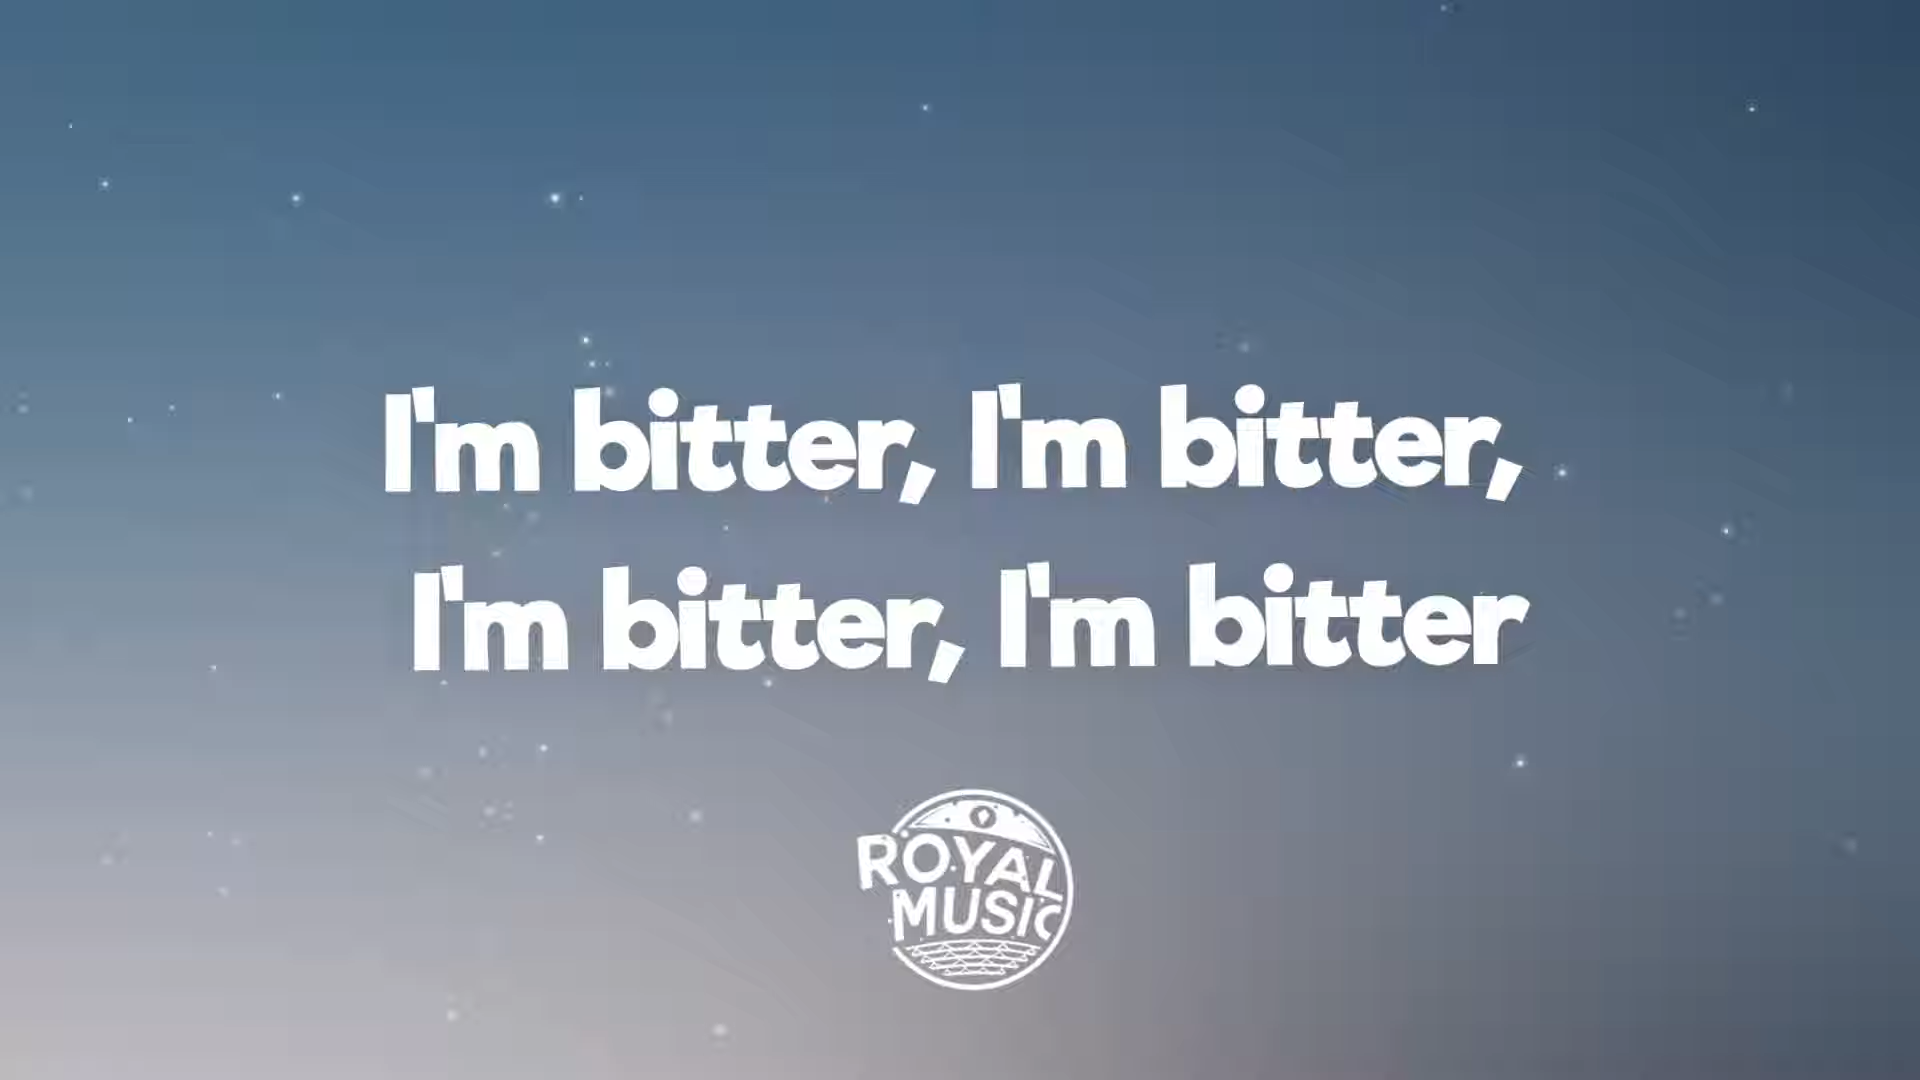 I'm bitter, I'm bitter,
I'm bitter, I'm bitter
ROYAL
MUSIC